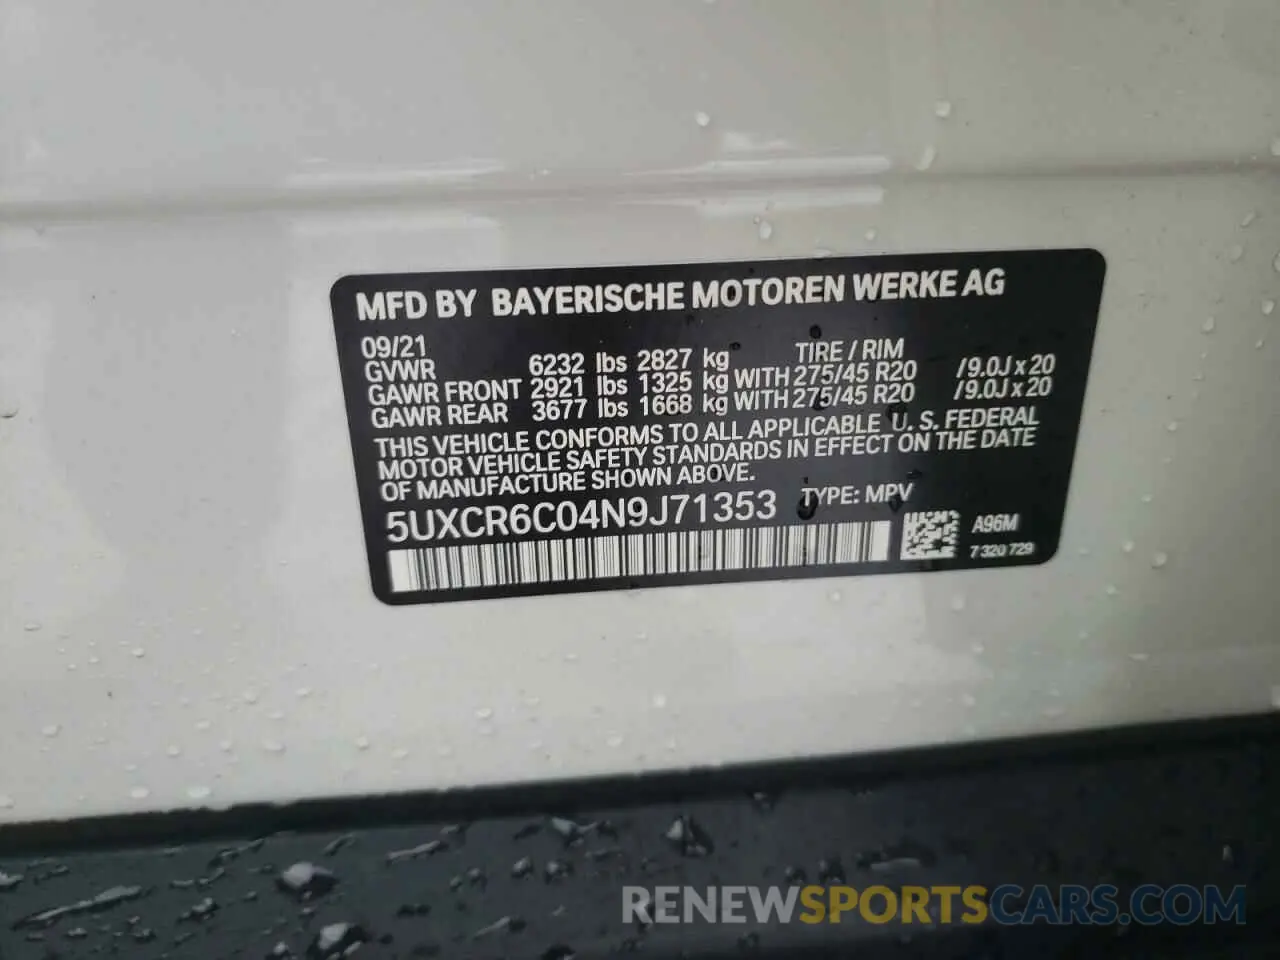 MFD BY BAYERISCHE MOTOREN WERKE AG
09/21 TIRE / RIM
GVWR 6232 lbs 2827 kg
GAWR FRONT 2921 lbs 1325 kg WITH 275/45 R20 /9.0J x 20
GAWR REAR 3677 lbs 1668 kg WITH 275/45 R20 /9.0J x 20
THIS VEHICLE CONFORMS TO ALL APPLICABLE U. S. FEDERAL
MOTOR VEHICLE SAFETY STANDARDS IN EFFECT ON THE DATE
OF MANUFACTURE SHOWN ABOVE.
5UXCR6C04N9J71353 TYPE: MPV
A96M
7 320 729
RENEWSPORTSCARS.COM